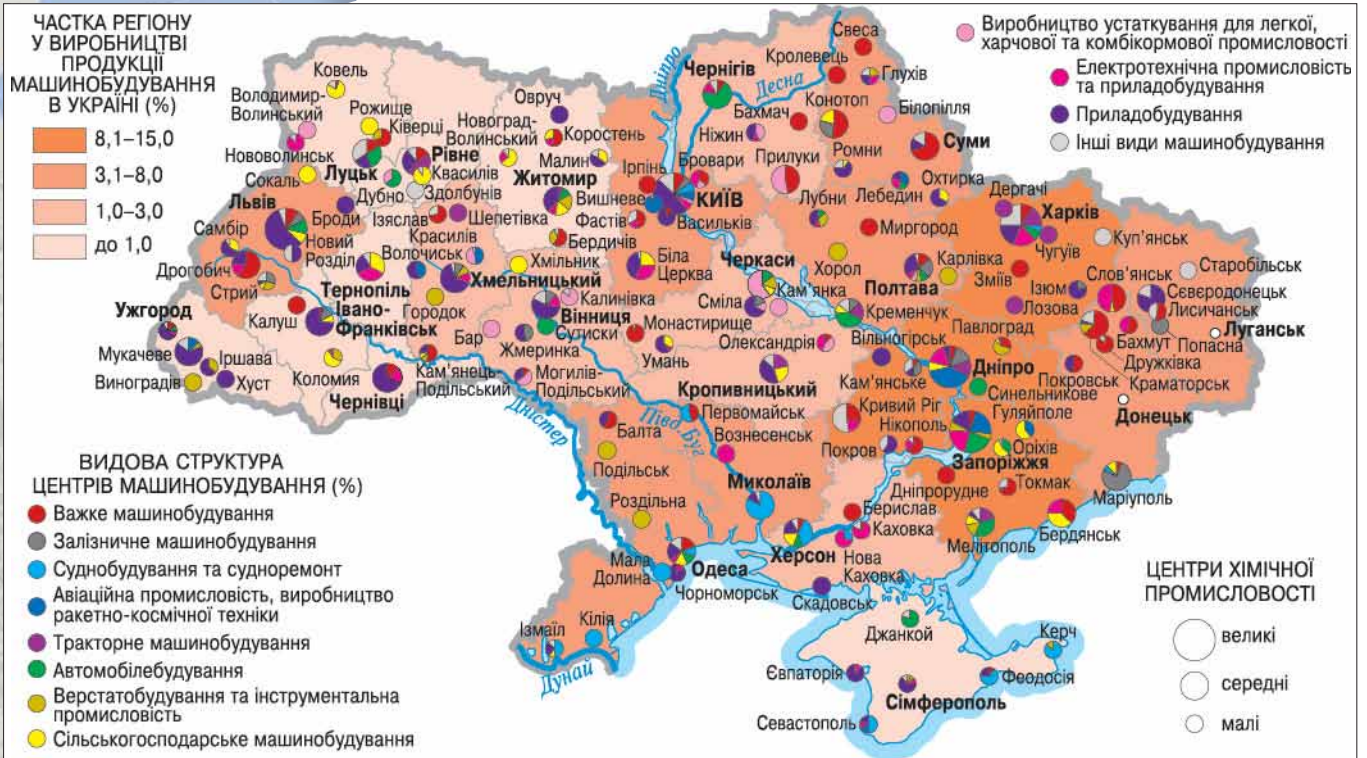 ЧАСТКА РЕГІОНУ
У ВИРОБНИЦТВІ
ПРОДУКЦІЇ
МАШИНОБУДУВАННЯ
В УКРАЇНІ (%)
8,1–15,0
3,1–8,0
1,0–3,0
до 1,0
Виробництво устаткування для легкої,
харчової та комбікормової промисловості
Електротехнічна промисловість
та приладобудування
Приладобудування
Інші види машинобудування
Свеса
Кролевець
Дніпро
Чернігів
Десна
Глухів
Ковель
Володимир-
Волинський
Рожище
Ківерці
Овруч
Новоград-
Волинський
Коростень
Бахмач
Конотоп
Білопілля
Ніжин
Нововолинськ
Рівне
Малин
Ірпінь
Бровари
Прилуки
Ромни
Суми
Сокаль
Луцьк
Квасилів
Житомир
Дубно
Здолбунів
Вишневе
КИЇВ
Лубни
Лебедин
Охтирка
Дергачі
Львів
Броди
Ізяслав
Шепетівка
Фастів
Васильків
Харків
Самбір
Новий
Розділ
Красилів
Волочиськ
Бердичів
Миргород
Чугуїв
Куп'янськ
Дрогобич
Хмільник
Біла
Церква
Черкаси
Хорол
Карлівка
Зміїв
Слов'янськ
Старобільськ
Стрий
Тернопіль
Хмельницький
Калинівка
Кам'янка
Полтава
Ізюм
Сєвєродонецьк
Ужгород
Калуш
Івано-
Франківськ
Городок
Вінниця
Сміла
Лозова
Лисичанськ
Бар
Сутиски
Монастирище
Кременчук
Павлоград
Луганськ
Мукачеве
Іршава
Жмеринка
Умань
Олександрія
Вільногірськ
Бахмут
Попасна
Виноградів
Хуст
Коломия
Кам'янець-
Подільський
Могилів-
Подільський
Кропивницький
Кам'янське
Дніпро
Покровськ
Дружківка
Краматорськ
Чернівці
Дністер
Півд. Буг
Первомайськ
Кривий Ріг
Синельникове
Гуляйполе
Донецьк
Балта
Вознесенськ
Нікополь
Оріхів
Подільськ
Покров
Запоріжжя
Миколаїв
Дніпрорудне
Токмак
Маріуполь
Роздільна
Берислав
Каховка
Мелітополь
Бердянськ
Мала
Долина
Одеса
Херсон
Нова
Каховка
Чорноморськ
Скадовськ
Ізмаїл
Кілія
Дунай
Джанкой
Керч
Євпаторія
Феодосія
Сімферополь
Севастополь
ВИДОВА СТРУКТУРА
ЦЕНТРІВ МАШИНОБУДУВАННЯ (%)
Важке машинобудування
Залізничне машинобудування
Суднобудування та судноремонт
Авіаційна промисловість, виробництво
ракетно-космічної техніки
Тракторне машинобудування
Автомобілебудування
Верстатобудування та інструментальна
промисловість
Сільськогосподарське машинобудування
ЦЕНТРИ ХІМІЧНОЇ
ПРОМИСЛОВОСТІ
великі
середні
малі